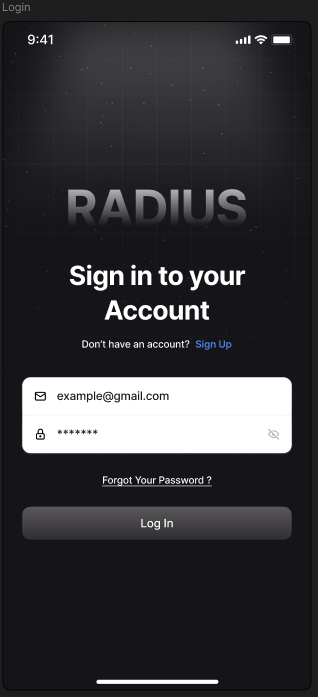 Login
9:41
RADIUS
Sign in to your
Account
Don't have an account? Sign Up
example@gmail.com
*******
Forgot Your Password ?
Log In